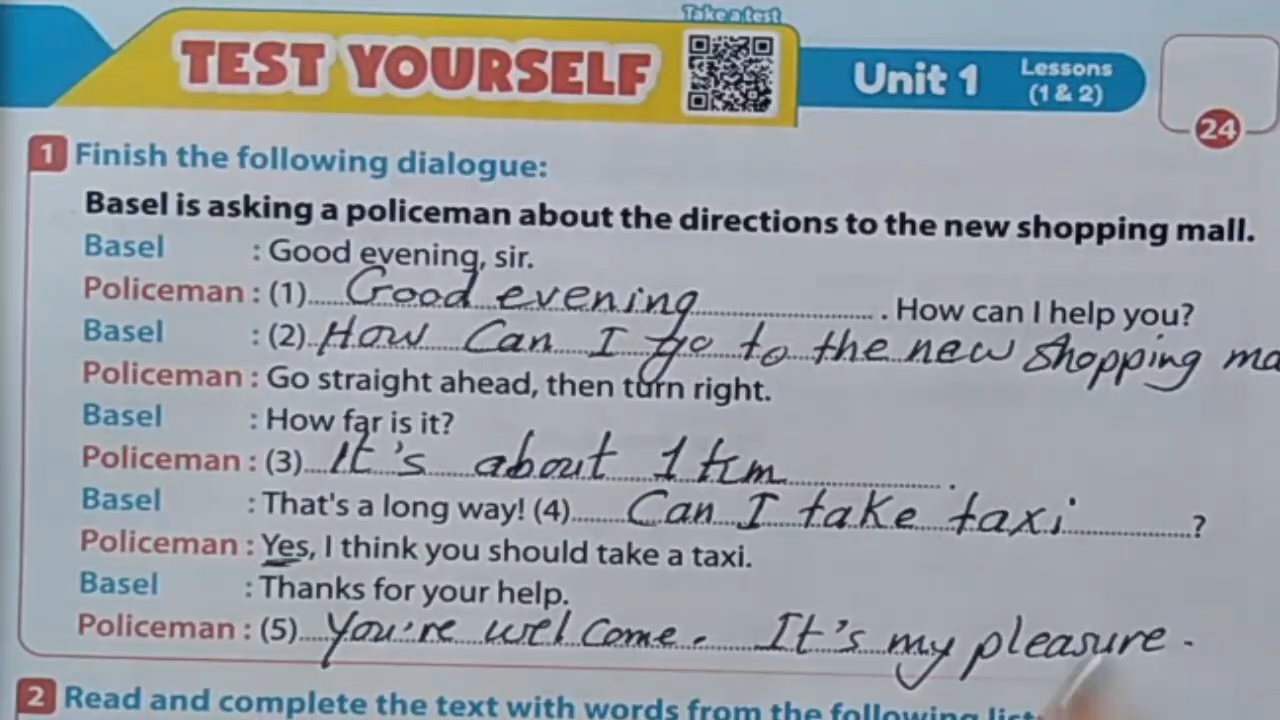 Take a test
TEST YOURSELF
Unit 1
Lessons
(1 & 2)
24
1 Finish the following dialogue:
Basel is asking a policeman about the directions to the new shopping mall.
Basel : Good evening, sir.
Policeman : (1) Good evening . How can I help you?
Basel : (2) How Can I go to the new shopping ma
Policeman : Go straight ahead, then turn right.
Basel : How far is it?
Policeman : (3) It's about 1 km .
Basel : That's a long way! (4) Can I take taxi ?
Policeman : Yes, I think you should take a taxi.
Basel : Thanks for your help.
Policeman : (5) You're welcome. It's my pleasure.
2 Read and complete the text with words from the following list: